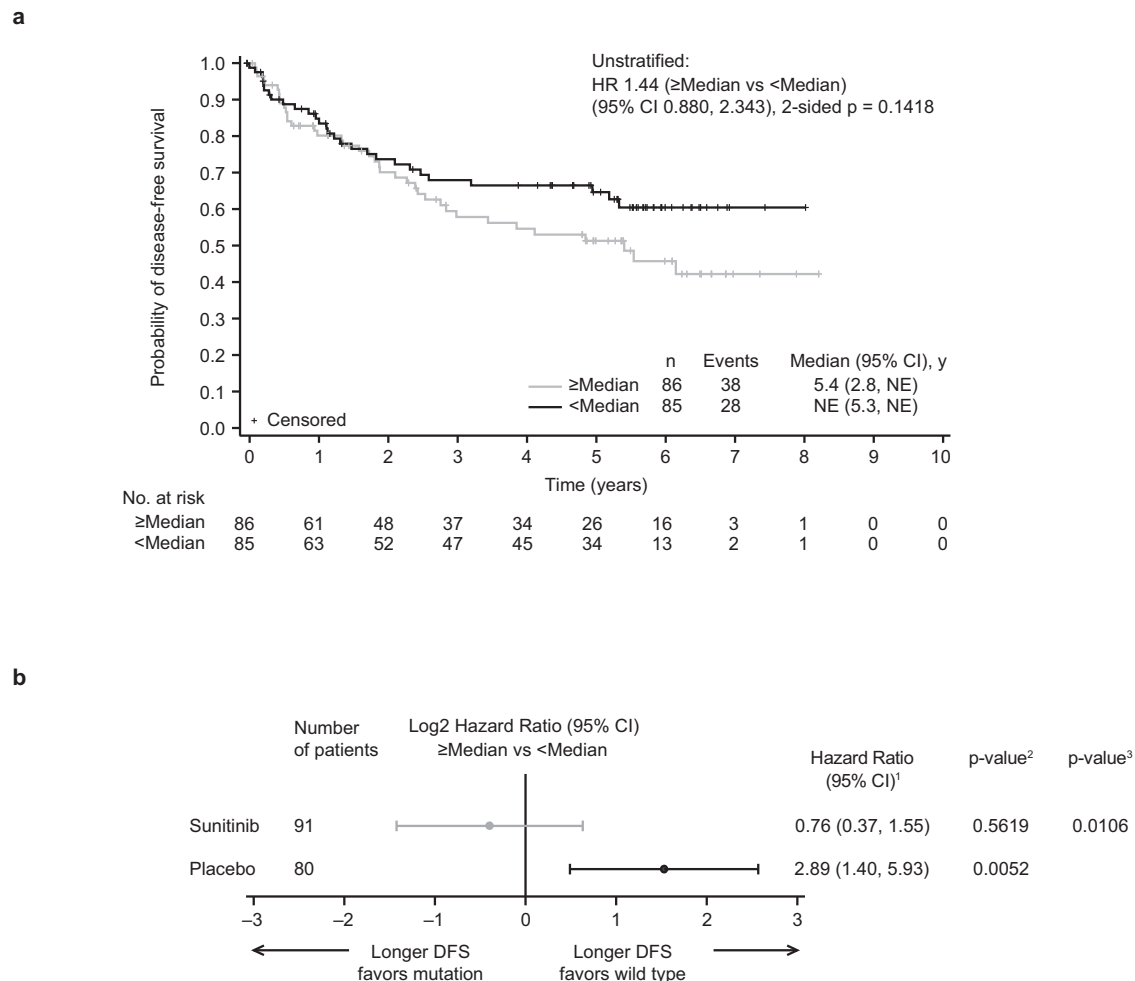 a
Unstratified:
HR 1.44 (≥Median vs <Median)
(95% CI 0.880, 2.343), 2-sided p = 0.1418
Probability of disease-free survival
1.0
0.9
0.8
0.7
0.6
0.5
0.4
0.3
0.2
0.1
0.0
n Events Median (95% CI), y
≥Median 86 38 5.4 (2.8, NE)
<Median 85 28 NE (5.3, NE)
+ Censored
0 1 2 3 4 5 6 7 8 9 10
Time (years)
No. at risk
≥Median 86 61 48 37 34 26 16 3 1 0 0
<Median 85 63 52 47 45 34 13 2 1 0 0
b
Number
of patients
Log2 Hazard Ratio (95% CI)
≥Median vs <Median
Hazard Ratio
(95% CI)¹
p-value²
p-value³
Sunitinib 91 0.76 (0.37, 1.55) 0.5619 0.0106
Placebo 80 2.89 (1.40, 5.93) 0.0052
–3 –2 –1 0 1 2 3
Longer DFS
favors mutation
Longer DFS
favors wild type